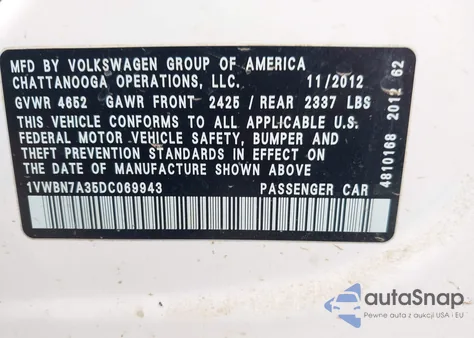 MFD BY VOLKSWAGEN GROUP OF AMERICA
CHATTANOOGA OPERATIONS, LLC. 11/2012
GVWR 4652 GAWR FRONT 2425 / REAR 2337 LBS
THIS VEHICLE CONFORMS TO ALL APPLICABLE U.S.
FEDERAL MOTOR VEHICLE SAFETY, BUMPER AND
THEFT PREVENTION STANDARDS IN EFFECT ON
THE DATE OF MANUFACTURE SHOWN ABOVE
1VWBN7A35DC069943 PASSENGER CAR
4810168 2012 62
autoSnap
Pewne auta z aukcji USA i EU